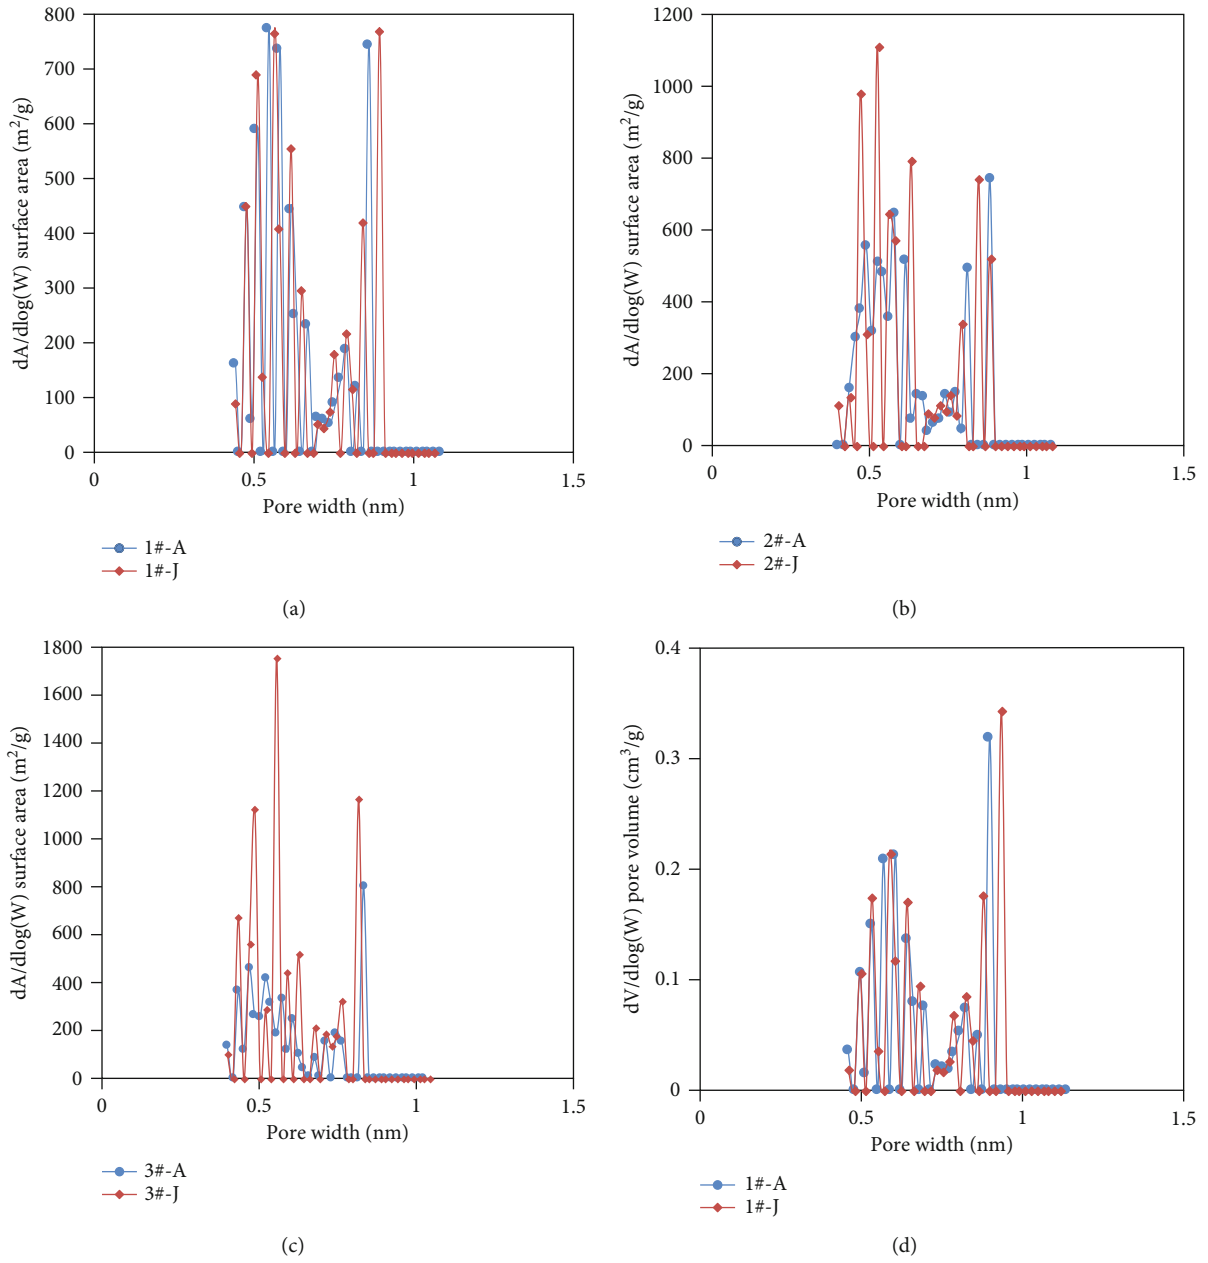 800
700
600
500
400
300
200
100
0
dA/dlog(W) surface area (m²/g)
0
0.5
1
1.5
Pore width (nm)
1#-A
1#-J
(a)
1200
1000
800
600
400
200
0
dA/dlog(W) surface area (m²/g)
0
0.5
1
1.5
Pore width (nm)
2#-A
2#-J
(b)
1800
1600
1400
1200
1000
800
600
400
200
0
dA/dlog(W) surface area (m²/g)
0
0.5
1
1.5
Pore width (nm)
3#-A
3#-J
(c)
0.4
0.3
0.2
0.1
0
dV/dlog(W) pore volume (cm³/g)
0
0.5
1
1.5
Pore width (nm)
1#-A
1#-J
(d)